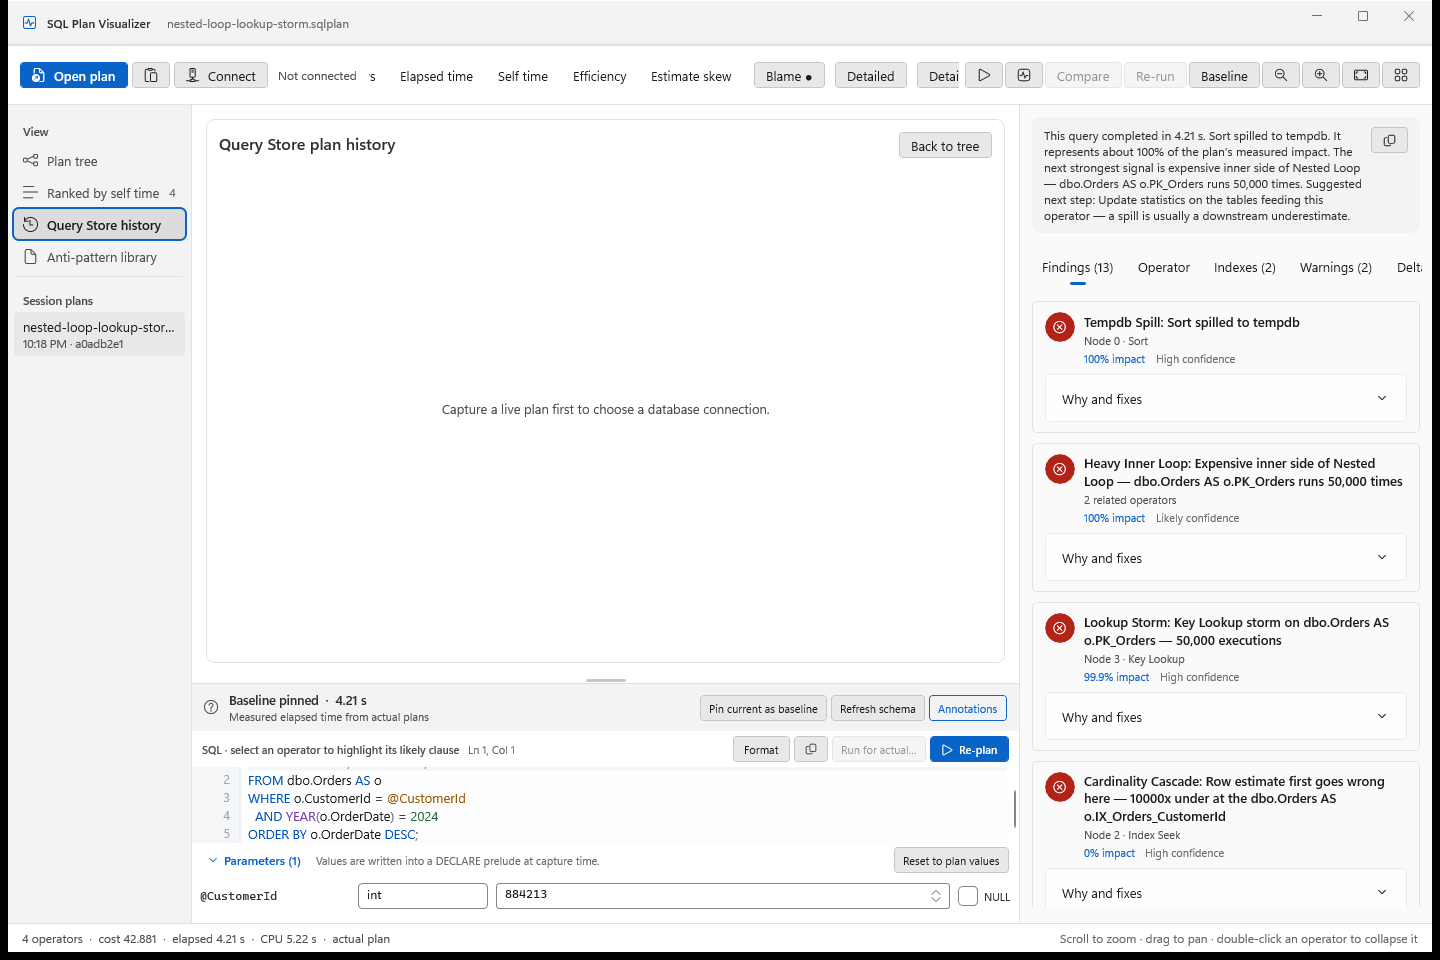 SQL Plan Visualizer nested-loop-lookup-storm.sqlplan
Open plan Connect Not connected 's Elapsed time Self time Efficiency Estimate skew Blame ● Detailed Detai Compare Re-run Baseline
View
Plan tree
Ranked by self time 4
Query Store history
Anti-pattern library
Session plans
nested-loop-lookup-stor...
10:18 PM · a0adb2e1
Query Store plan history
Back to tree
Capture a live plan first to choose a database connection.
Baseline pinned · 4.21 s
Measured elapsed time from actual plans
Pin current as baseline Refresh schema Annotations
SQL · select an operator to highlight its likely clause Ln 1, Col 1
Format Run for actual... Re-plan
2 FROM dbo.Orders AS o
3 WHERE o.CustomerId = @CustomerId
4 AND YEAR(o.OrderDate) = 2024
5 ORDER BY o.OrderDate DESC;
Parameters (1) Values are written into a DECLARE prelude at capture time. Reset to plan values
@CustomerId int 884213 NULL
This query completed in 4.21 s. Sort spilled to tempdb. It
represents about 100% of the plan's measured impact. The
next strongest signal is expensive inner side of Nested Loop
— dbo.Orders AS o.PK_Orders runs 50,000 times. Suggested
next step: Update statistics on the tables feeding this
operator — a spill is usually a downstream underestimate.
Findings (13) Operator Indexes (2) Warnings (2) Delta
Tempdb Spill: Sort spilled to tempdb
Node 0 · Sort
100% impact High confidence
Why and fixes
Heavy Inner Loop: Expensive inner side of Nested
Loop — dbo.Orders AS o.PK_Orders runs 50,000 times
2 related operators
100% impact Likely confidence
Why and fixes
Lookup Storm: Key Lookup storm on dbo.Orders AS
o.PK_Orders — 50,000 executions
Node 3 · Key Lookup
99.9% impact High confidence
Why and fixes
Cardinality Cascade: Row estimate first goes wrong
here — 10000x under at the dbo.Orders AS
o.IX_Orders_CustomerId
Node 2 · Index Seek
0% impact High confidence
Why and fixes
4 operators · cost 42.881 · elapsed 4.21 s · CPU 5.22 s · actual plan
Scroll to zoom · drag to pan · double-click an operator to collapse it